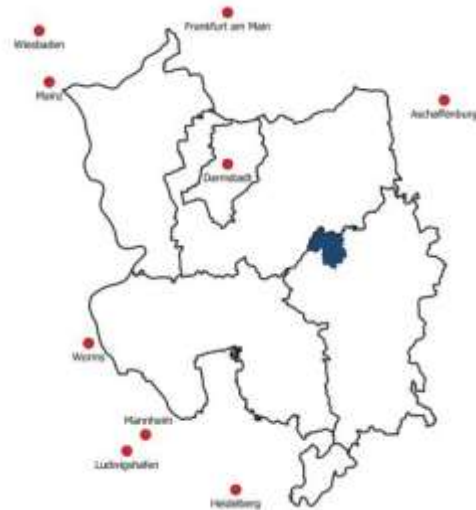 Frankfurt am Main
Wiesbaden
Mainz
Aschaffenburg
Darmstadt
Worms
Mannheim
Ludwigshafen
Heidelberg